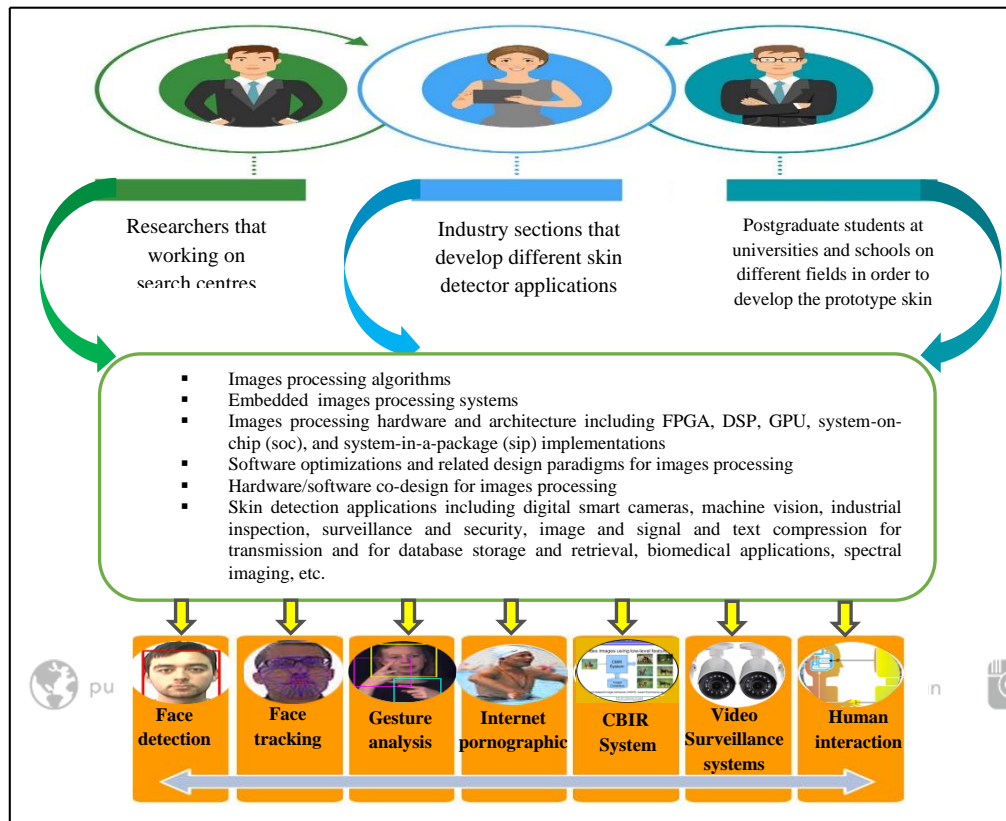 Researchers that
working on
search centres
Industry sections that
develop different skin
detector applications
Postgraduate students at
universities and schools on
different fields in order to
develop the prototype skin
▪ Images processing algorithms
▪ Embedded images processing systems
▪ Images processing hardware and architecture including FPGA, DSP, GPU, system-on-
chip (soc), and system-in-a-package (sip) implementations
▪ Software optimizations and related design paradigms for images processing
▪ Hardware/software co-design for images processing
▪ Skin detection applications including digital smart cameras, machine vision, industrial
inspection, surveillance and security, image and signal and text compression for
transmission and for database storage and retrieval, biomedical applications, spectral
imaging, etc.
pu
CBIR
System
n
Face
detection
Face
tracking
Gesture
analysis
Internet
pornographic
CBIR
System
Video
Surveillance
systems
Human
interaction